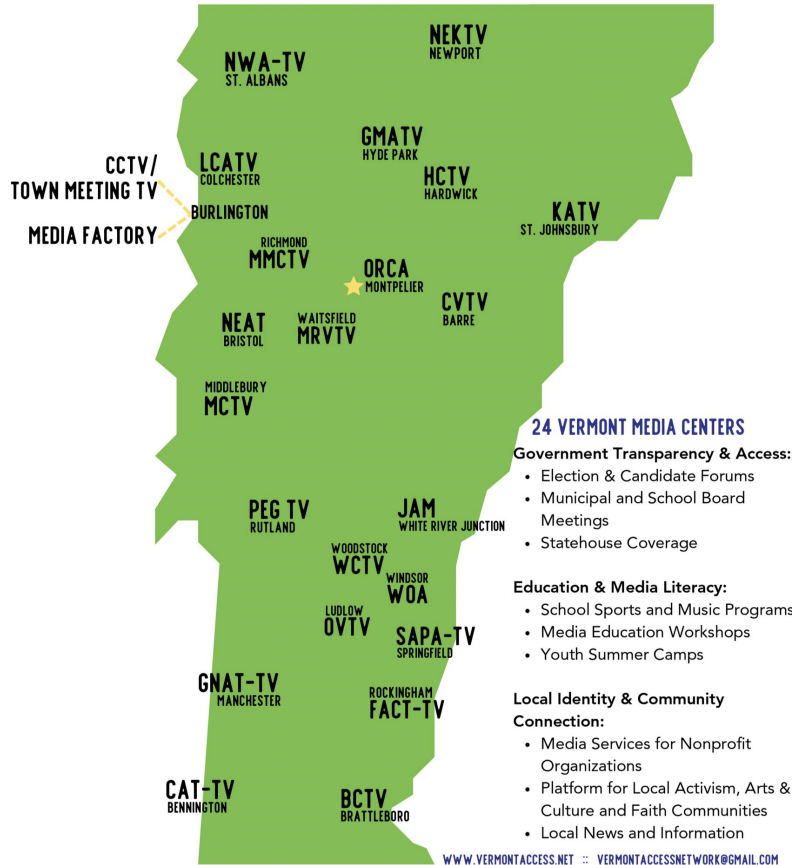 NEKTV
NEWPORT
NWA-TV
ST. ALBANS
GMATV
HYDE PARK
CCTV/
TOWN MEETING TV
LCATV
COLCHESTER
HCTV
HARDWICK
BURLINGTON
KATV
ST. JOHNSBURY
MEDIA FACTORY
RICHMOND
MMCTV
ORCA
MONTPELIER
CVTV
BARRE
NEAT
BRISTOL
WAITSFIELD
MRVTV
MIDDLEBURY
MCTV
PEG TV
RUTLAND
JAM
WHITE RIVER JUNCTION
WOODSTOCK
WCTV
WINDSOR
WOA
LUDLOW
OVTV
SAPA-TV
SPRINGFIELD
GNAT-TV
MANCHESTER
ROCKINGHAM
FACT-TV
CAT-TV
BENNINGTON
BCTV
BRATTLEBORO
24 VERMONT MEDIA CENTERS
Government Transparency & Access:
• Election & Candidate Forums
• Municipal and School Board
Meetings
• Statehouse Coverage
Education & Media Literacy:
• School Sports and Music Programs
• Media Education Workshops
• Youth Summer Camps
Local Identity & Community
Connection:
• Media Services for Nonprofit
Organizations
• Platform for Local Activism, Arts &
Culture and Faith Communities
• Local News and Information
WWW.VERMONTACCESS.NET :: VERMONTACCESSNETWORK@GMAIL.COM